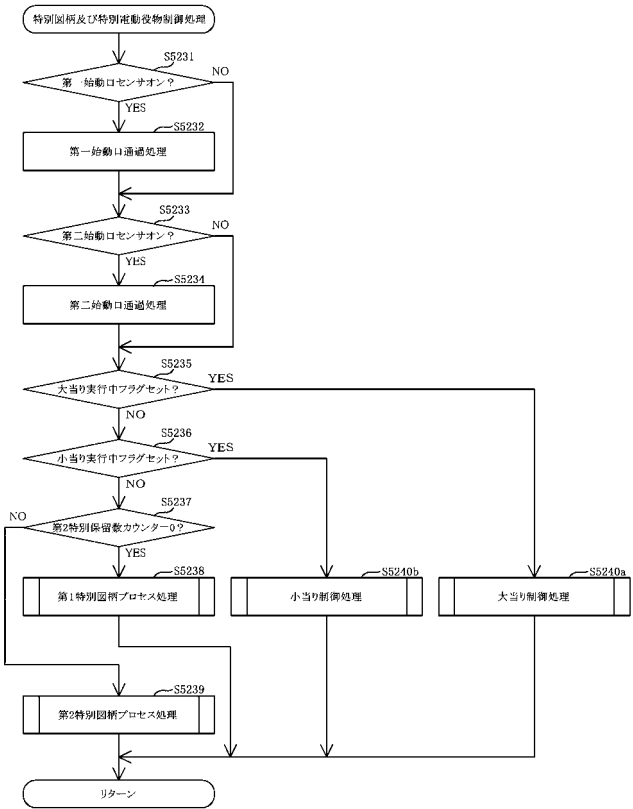 特別図柄及び特別電動役物制御処理
S5231
第一始動口センサオン？
NO
YES
S5232
第一始動口通過処理
S5233
第二始動口センサオン？
NO
YES
S5234
第二始動口通過処理
S5235
大当り実行中フラグセット？
YES
NO
S5236
小当り実行中フラグセット？
YES
NO
S5237
第2特別保留数カウンター0？
NO
YES
S5238
第1特別図柄プロセス処理
S5240b
小当り制御処理
S5240a
大当り制御処理
S5239
第2特別図柄プロセス処理
リターン